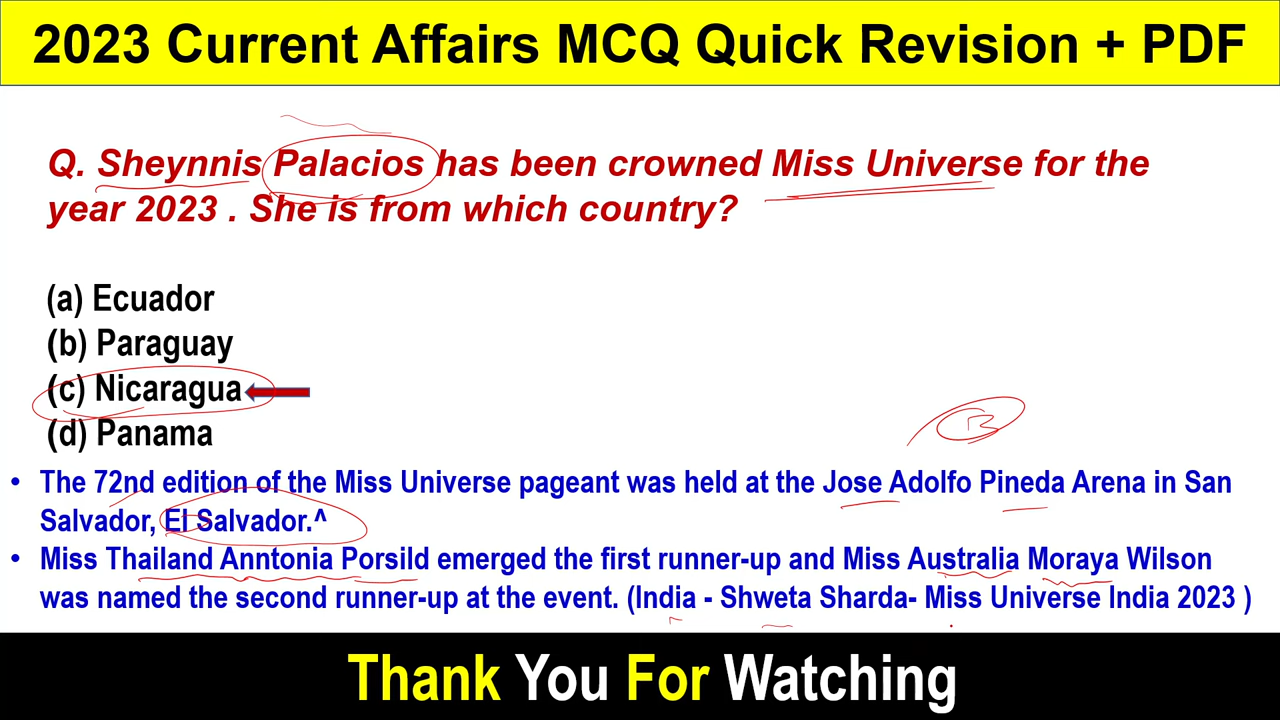 2023 Current Affairs MCQ Quick Revision + PDF
Q. Sheynnis Palacios has been crowned Miss Universe for the
year 2023 . She is from which country?
(a) Ecuador
(b) Paraguay
(c) Nicaragua
(d) Panama
• The 72nd edition of the Miss Universe pageant was held at the Jose Adolfo Pineda Arena in San
Salvador, El Salvador.^
• Miss Thailand Anntonia Porsild emerged the first runner-up and Miss Australia Moraya Wilson
was named the second runner-up at the event. (India - Shweta Sharda- Miss Universe India 2023 )
Thank You For Watching